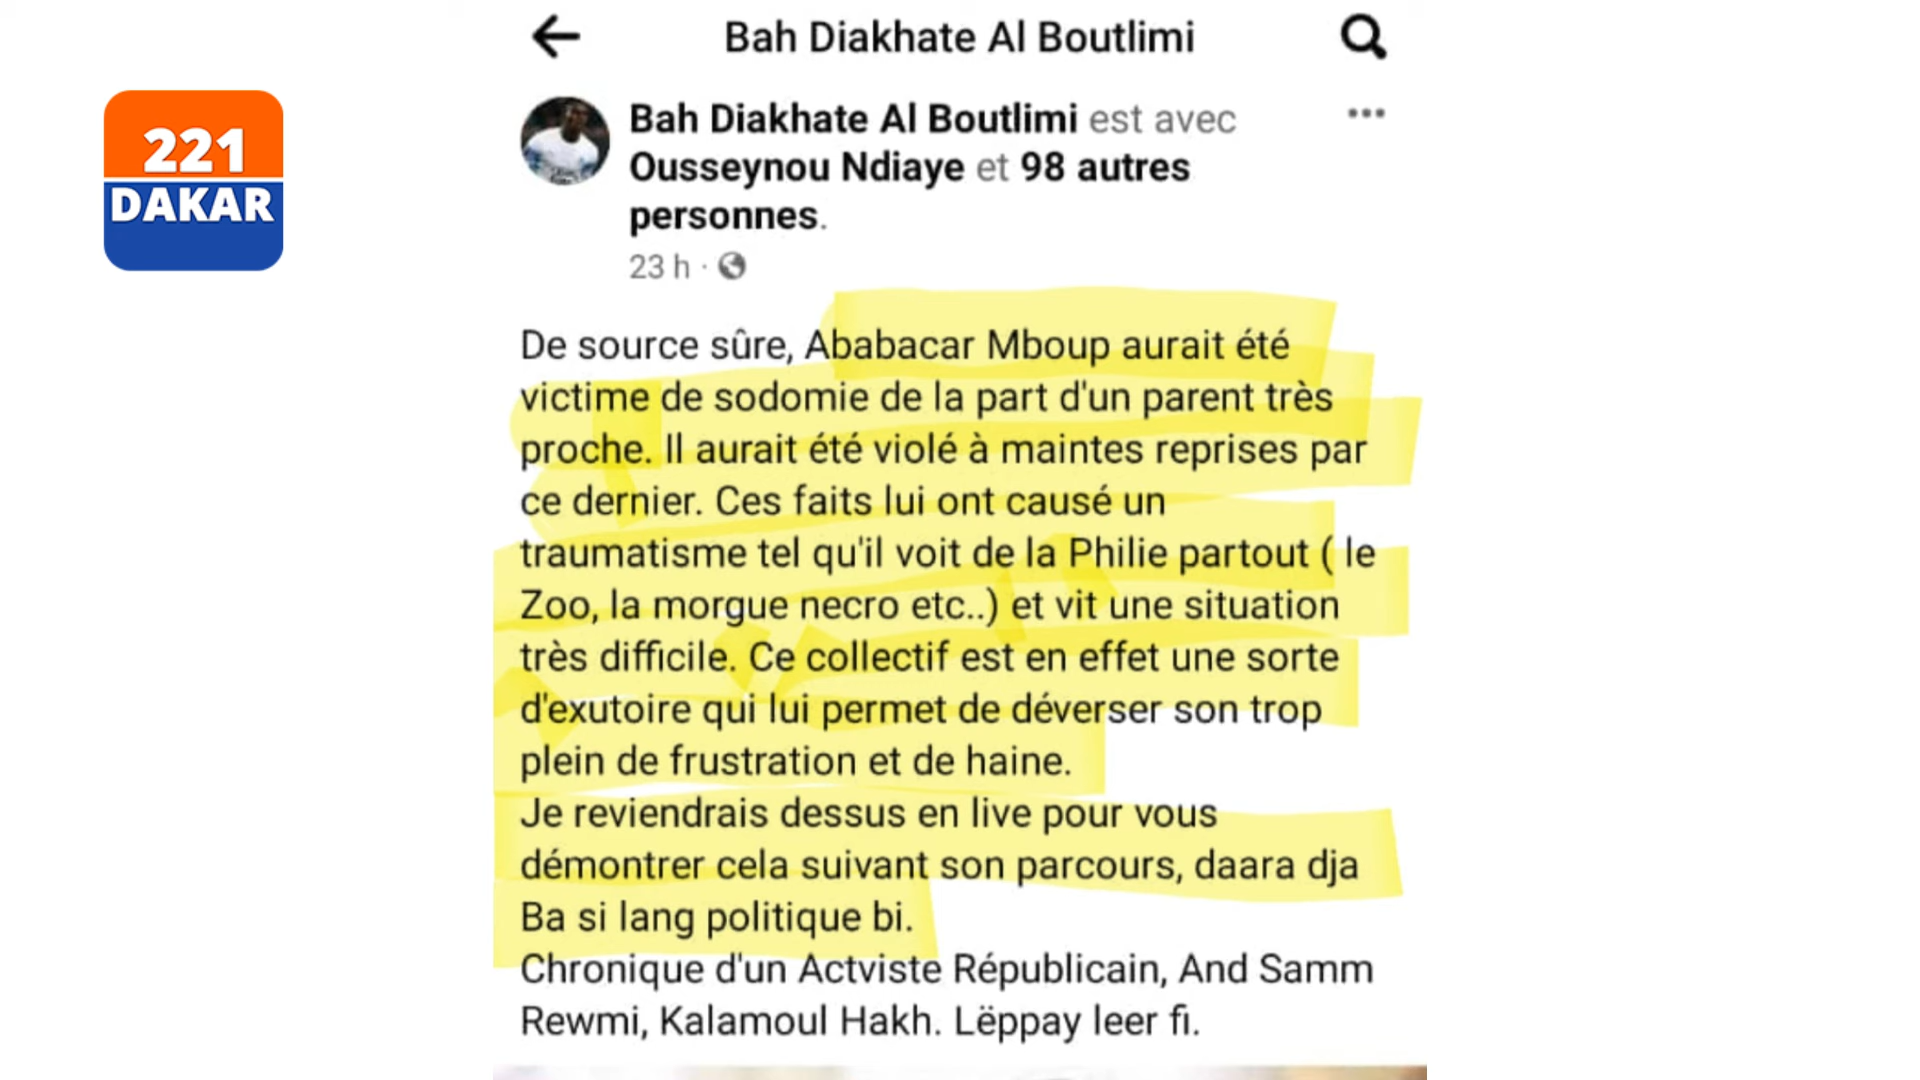 221
DAKAR
Bah Diakhate Al Boutlimi
Bah Diakhate Al Boutlimi est avec
Ousseynou Ndiaye et 98 autres
personnes.
23 h ·
De source sûre, Ababacar Mboup aurait été
victime de sodomie de la part d'un parent très
proche. Il aurait été violé à maintes reprises par
ce dernier. Ces faits lui ont causé un
traumatisme tel qu'il voit de la Philie partout ( le
Zoo, la morgue necro etc..) et vit une situation
très difficile. Ce collectif est en effet une sorte
d'exutoire qui lui permet de déverser son trop
plein de frustration et de haine.
Je reviendrais dessus en live pour vous
démontrer cela suivant son parcours, daara dja
Ba si lang politique bi.
Chronique d'un Actviste Républicain, And Samm
Rewmi, Kalamoul Hakh. Lëppay leer fi.